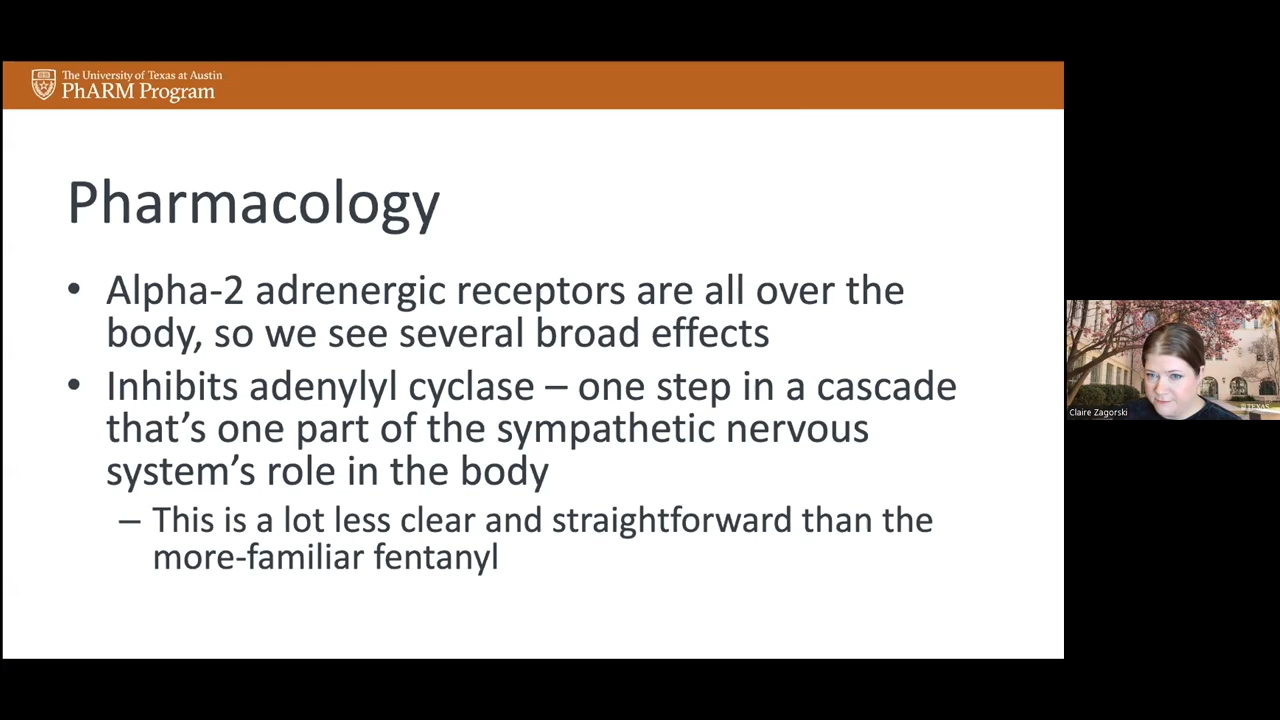 The University of Texas at Austin
PhARM Program
Pharmacology
• Alpha-2 adrenergic receptors are all over the
body, so we see several broad effects
• Inhibits adenylyl cyclase – one step in a cascade
that's one part of the sympathetic nervous
system's role in the body
– This is a lot less clear and straightforward than the
more-familiar fentanyl
Claire Zagorski
TEXAS